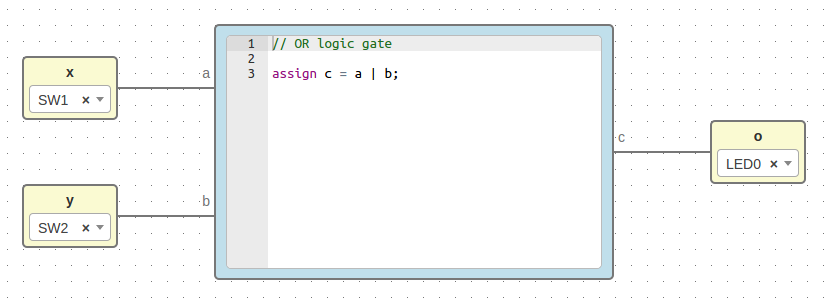 x
SW1 ×
a
y
SW2 ×
b
1 // OR logic gate
2
3 assign c = a | b;
c
o
LED0 ×